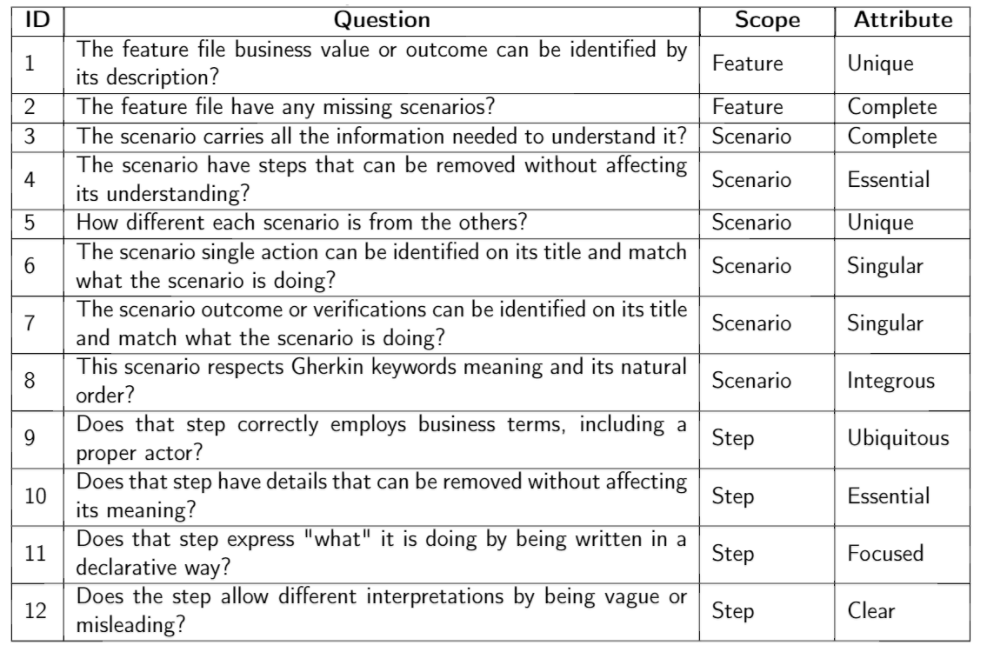 ID Question Scope Attribute
1 The feature file business value or outcome can be identified by its description? Feature Unique
2 The feature file have any missing scenarios? Feature Complete
3 The scenario carries all the information needed to understand it? Scenario Complete
4 The scenario have steps that can be removed without affecting its understanding? Scenario Essential
5 How different each scenario is from the others? Scenario Unique
6 The scenario single action can be identified on its title and match what the scenario is doing? Scenario Singular
7 The scenario outcome or verifications can be identified on its title and match what the scenario is doing? Scenario Singular
8 This scenario respects Gherkin keywords meaning and its natural order? Scenario Integrous
9 Does that step correctly employs business terms, including a proper actor? Step Ubiquitous
10 Does that step have details that can be removed without affecting its meaning? Step Essential
11 Does that step express "what" it is doing by being written in a declarative way? Step Focused
12 Does the step allow different interpretations by being vague or misleading? Step Clear